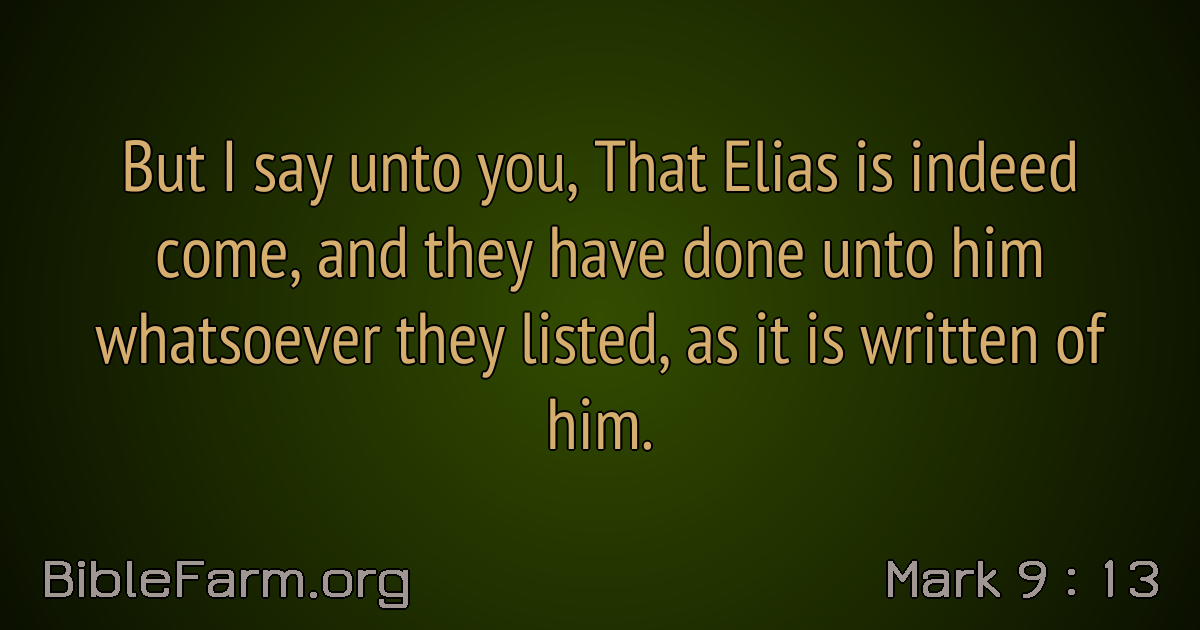 But I say unto you, That Elias is indeed
come, and they have done unto him
whatsoever they listed, as it is written of
him.
BibleFarm.org
Mark 9 : 13